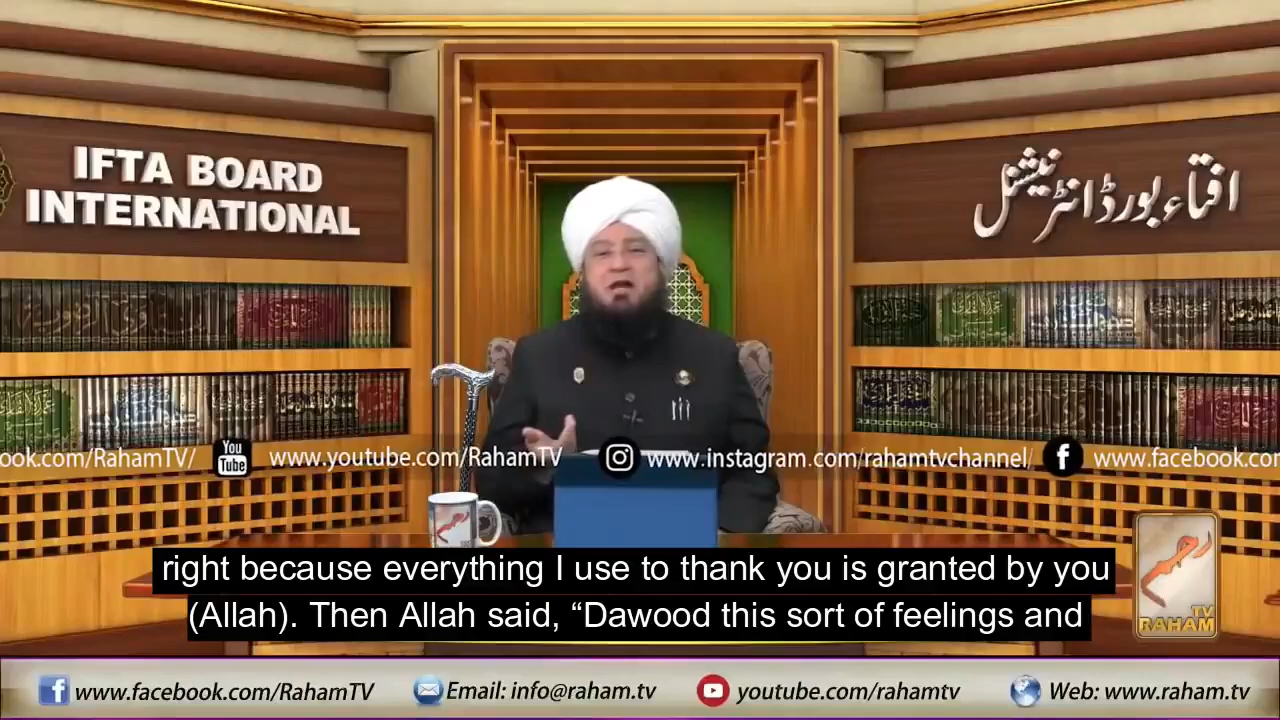 IFTA BOARD
INTERNATIONAL
افتاء بورڈ انٹرنیشنل
ook.com/RahamTV/
You
Tube
www.youtube.com/RahamTV
www.instagram.com/rahamtvchannel/
www.facebook.com
right because everything I use to thank you is granted by you
(Allah). Then Allah said, “Dawood this sort of feelings and
رحم
TV
RAHAM
www.facebook.com/RahamTV
Email: info@raham.tv
youtube.com/rahamtv
Web: www.raham.tv